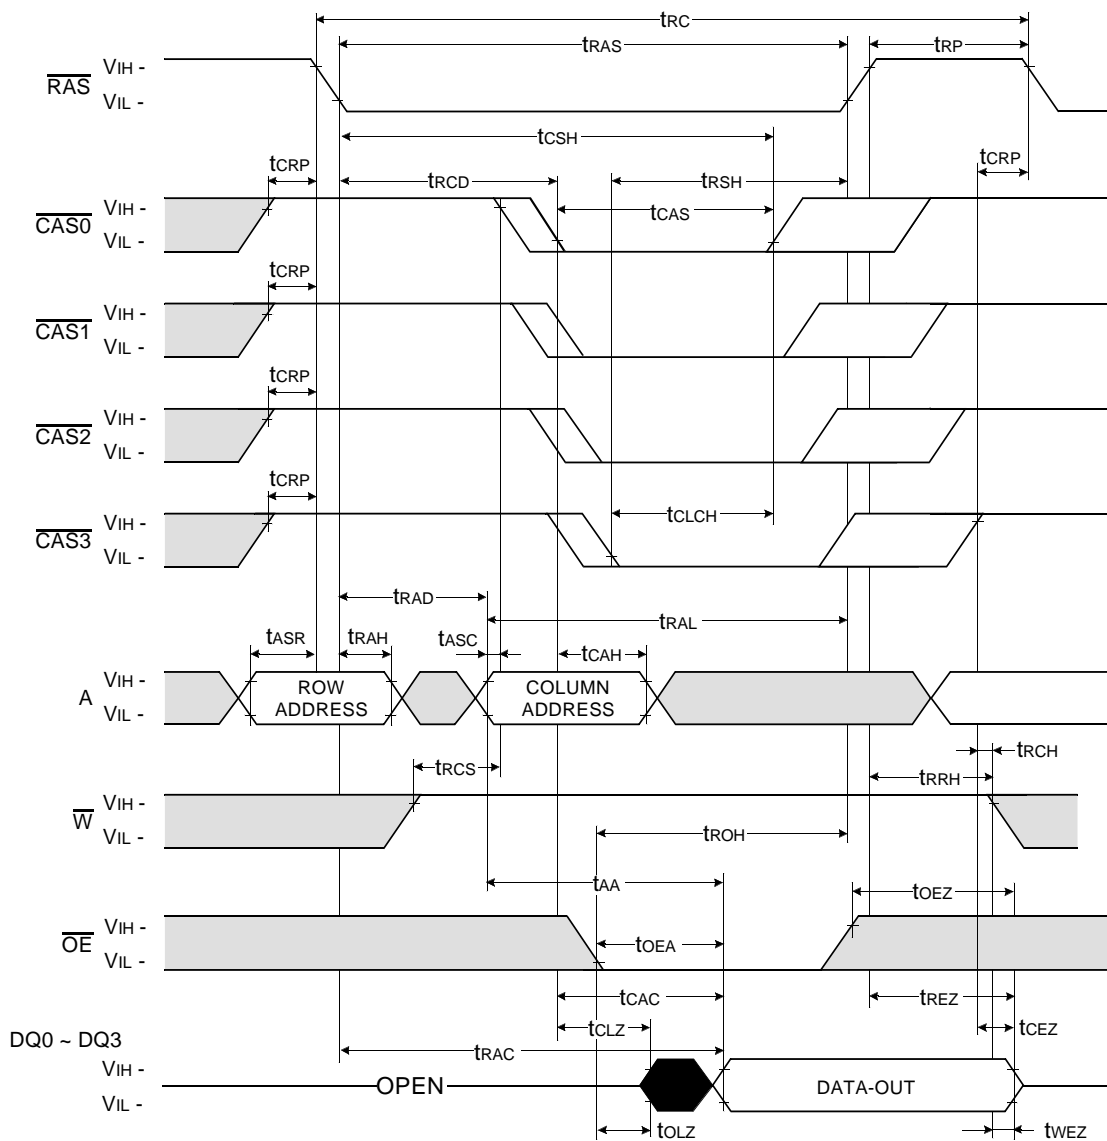 tRC
tRAS
tRP
RAS
VIH -
VIL -
tCSH
tCRP
tRCD
tRSH
tCRP
CAS0
VIH -
VIL -
tCAS
tCRP
CAS1
VIH -
VIL -
tCRP
CAS2
VIH -
VIL -
tCRP
CAS3
VIH -
VIL -
tCLCH
tRAD
tRAL
tASR
tRAH
tASC
tCAH
A
VIH -
VIL -
ROW
ADDRESS
COLUMN
ADDRESS
tRCH
tRCS
tRRH
W
VIH -
VIL -
tROH
tAA
tOEZ
OE
VIH -
VIL -
tOEA
tCAC
tREZ
tCLZ
tCEZ
DQ0 ~ DQ3
tRAC
VIH -
VIL -
OPEN
DATA-OUT
tOLZ
tWEZ